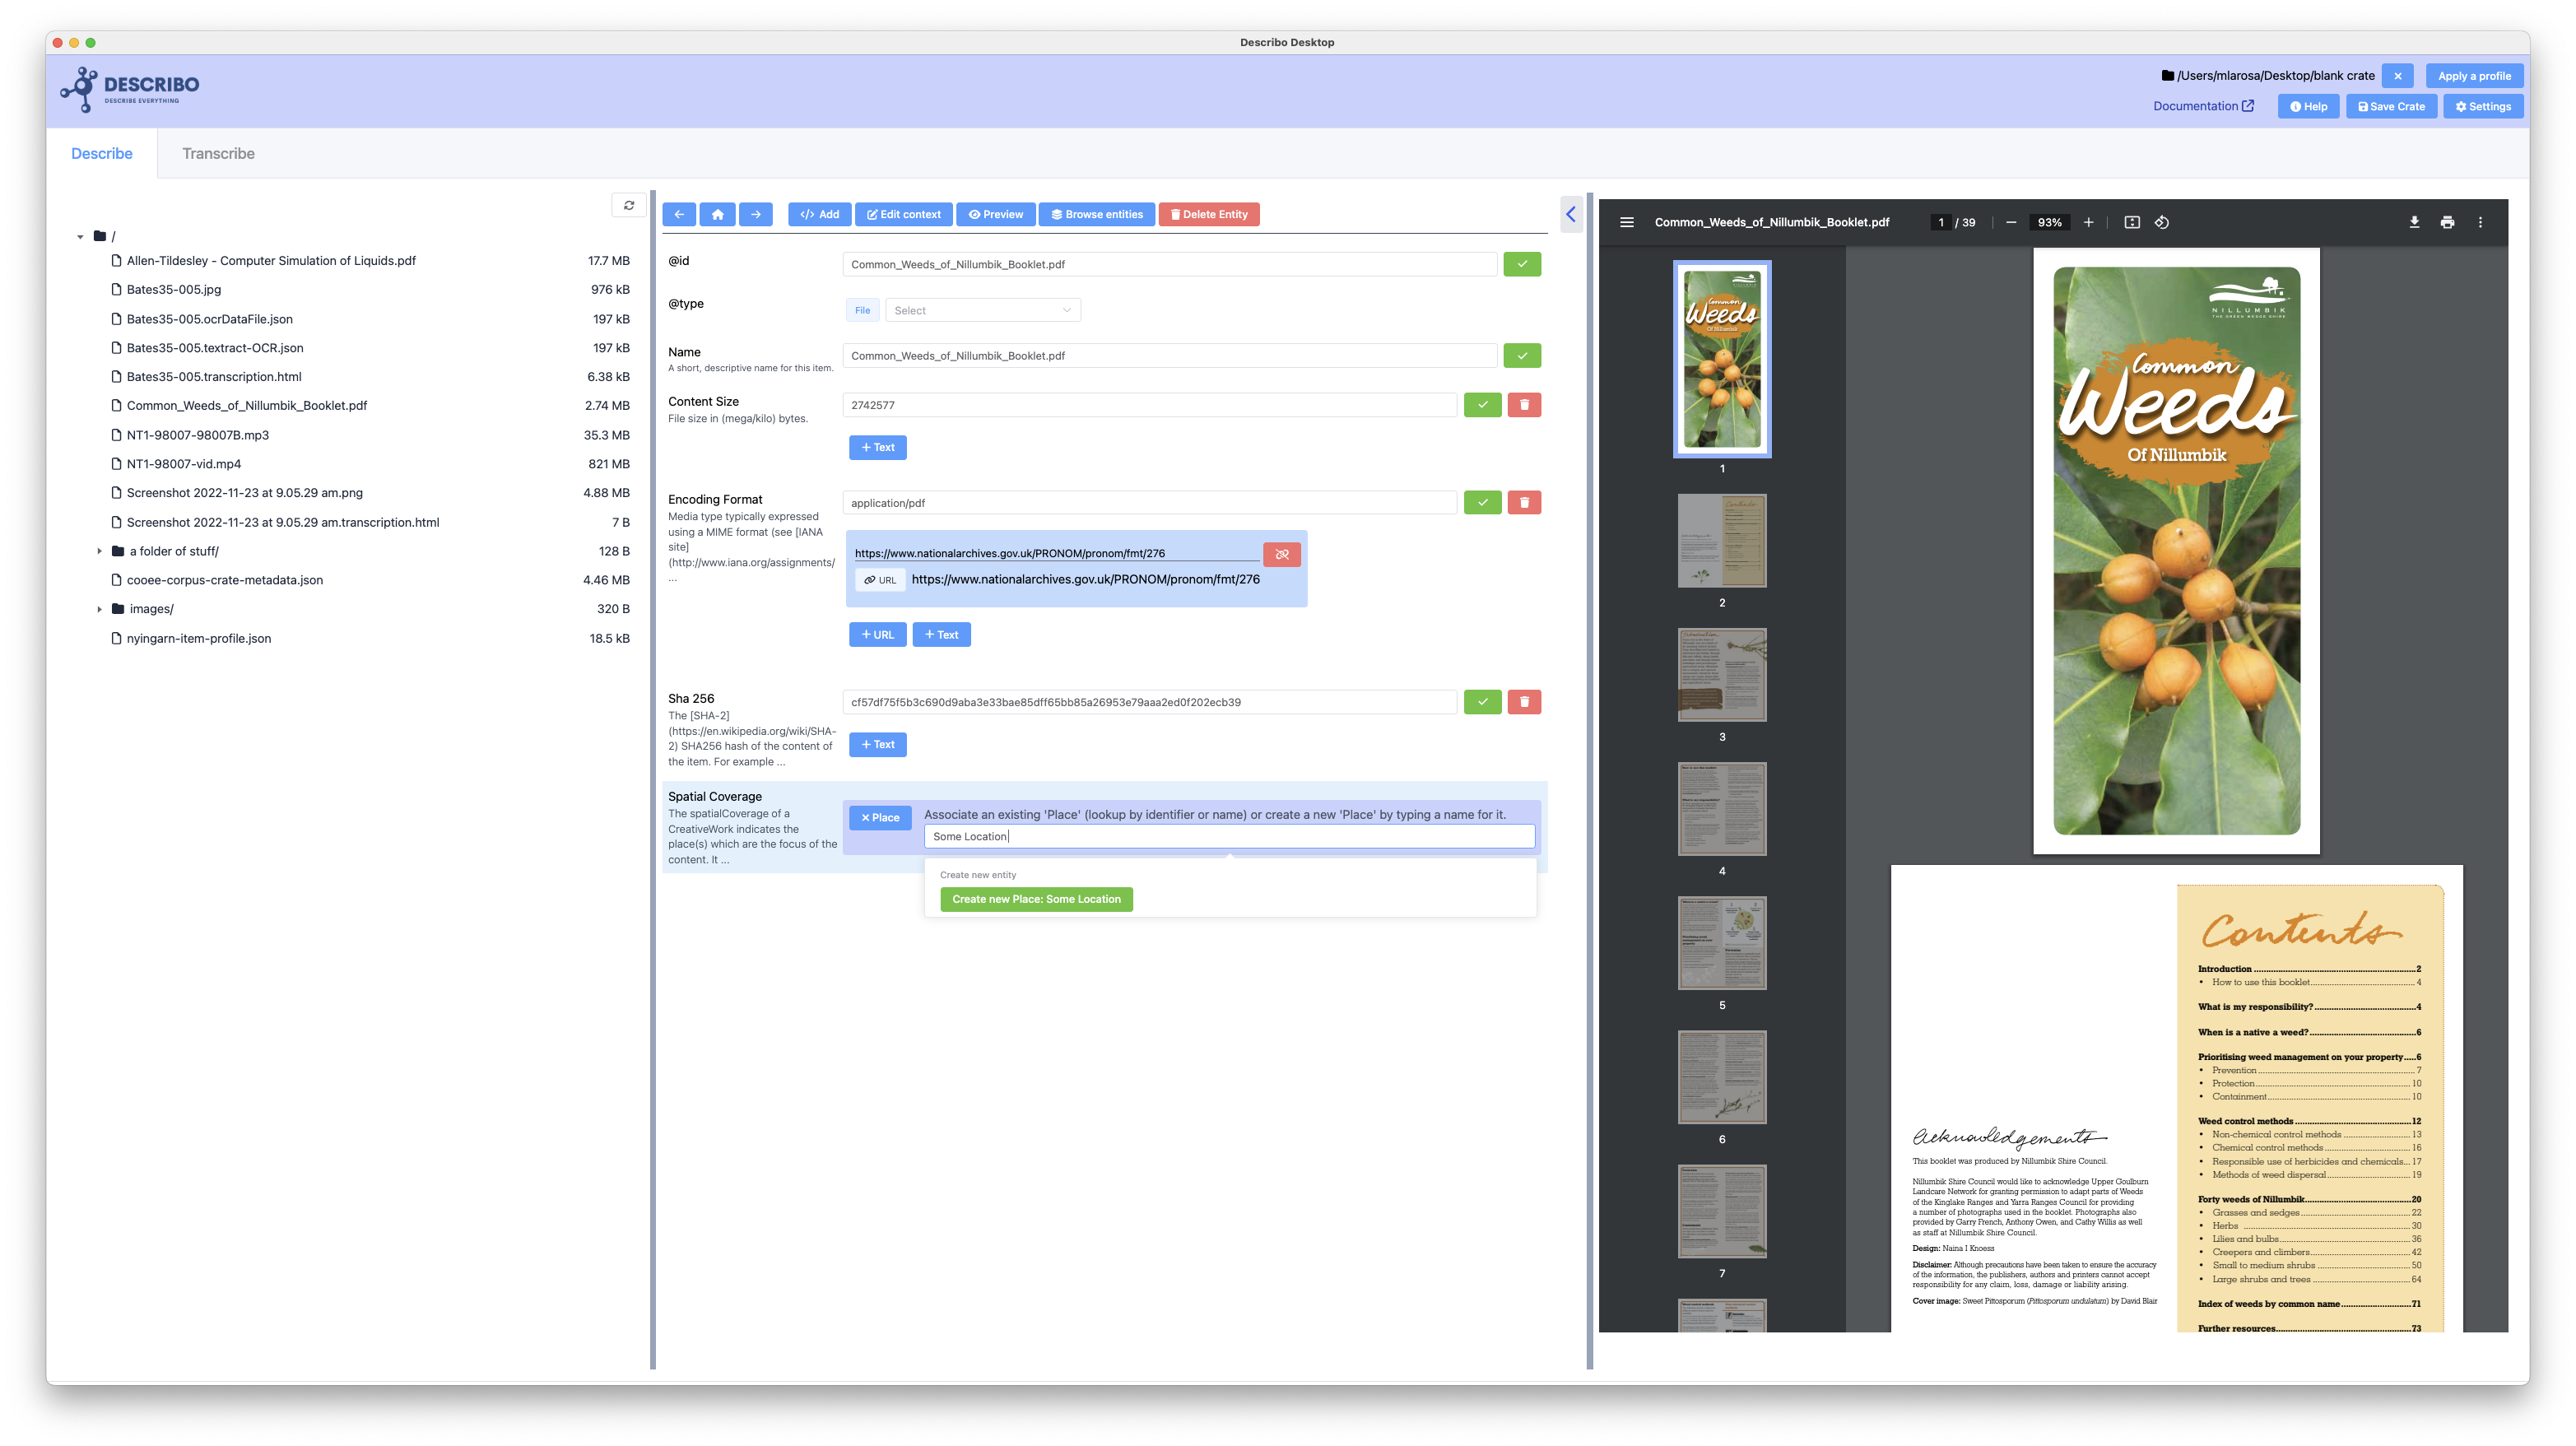 Describo Desktop
DESCRIBO
DESCRIBE EVERYTHING
/Users/mlarosa/Desktop/blank crate
Apply a profile
Documentation
Help
Save Crate
Settings
Describe
Transcribe
/
Allen-Tildesley - Computer Simulation of Liquids.pdf 17.7 MB
Bates35-005.jpg 976 kB
Bates35-005.ocrDataFile.json 197 kB
Bates35-005.textract-OCR.json 197 kB
Bates35-005.transcription.html 6.38 kB
Common_Weeds_of_Nillumbik_Booklet.pdf 2.74 MB
NT1-98007-98007B.mp3 35.3 MB
NT1-98007-vid.mp4 821 MB
Screenshot 2022-11-23 at 9.05.29 am.png 4.88 MB
Screenshot 2022-11-23 at 9.05.29 am.transcription.html 7 B
a folder of stuff/ 128 B
cooee-corpus-crate-metadata.json 4.46 MB
images/ 320 B
nyingarn-item-profile.json 18.5 kB
</> Add
Edit context
Preview
Browse entities
Delete Entity
@id
Common_Weeds_of_Nillumbik_Booklet.pdf
@type
File
Select
Name
A short, descriptive name for this item.
Common_Weeds_of_Nillumbik_Booklet.pdf
Content Size
File size in (mega/kilo) bytes.
2742577
+ Text
Encoding Format
Media type typically expressed
using a MIME format (see [IANA
site]
(http://www.iana.org/assignments/
...
application/pdf
https://www.nationalarchives.gov.uk/PRONOM/pronom/fmt/276
URL https://www.nationalarchives.gov.uk/PRONOM/pronom/fmt/276
+ URL
+ Text
Sha 256
The [SHA-2]
(https://en.wikipedia.org/wiki/SHA-
2) SHA256 hash of the content of
the item. For example ...
cf57df75f5b3c690d9aba3e33bae85dff65bb85a26953e79aaa2ed0f202ecb39
+ Text
Spatial Coverage
The spatialCoverage of a
CreativeWork indicates the
place(s) which are the focus of the
content. It ...
× Place
Associate an existing 'Place' (lookup by identifier or name) or create a new 'Place' by typing a name for it.
Some Location
Create new entity
Create new Place: Some Location
Common_Weeds_of_Nillumbik_Booklet.pdf
1 / 39
93%
Common
Weeds
Of Nillumbik
1
Contents
2
Introduction
3
4
5
6
7
NILLUMBIK
THE GREEN WEDGE SHIRE
Common
Weeds
Of Nillumbik
Acknowledgements
This booklet was produced by Nillumbik Shire Council.
Nillumbik Shire Council would like to acknowledge Upper Goulburn
Landcare Network for granting permission to adapt parts of Weeds
of the Kinglake Ranges and Yarra Ranges Council for providing
a number of photographs used in the booklet. Photographs also
provided by Garry French, Anthony Owen, and Cathy Willis as well
as staff at Nillumbik Shire Council.
Design: Naina I Knoess
Disclaimer: Although precautions have been taken to ensure the accuracy
of the information, the publishers, authors and printers cannot accept
responsibility for any claim, loss, damage or liability arising.
Cover image: Sweet Pittosporum (Pittosporum undulatum) by David Blair
Contents
Introduction 2
• How to use this booklet 4
What is my responsibility? 4
When is a native a weed? 6
Prioritising weed management on your property 6
• Prevention 7
• Protection 10
• Containment 10
Weed control methods 12
• Non-chemical control methods 13
• Chemical control methods 16
• Responsible use of herbicides and chemicals 17
• Methods of weed dispersal 19
Forty weeds of Nillumbik 20
• Grasses and sedges 22
• Herbs 30
• Lilies and bulbs 36
• Creepers and climbers 42
• Small to medium shrubs 50
• Large shrubs and trees 64
Index of weeds by common name 71
Further resources 73